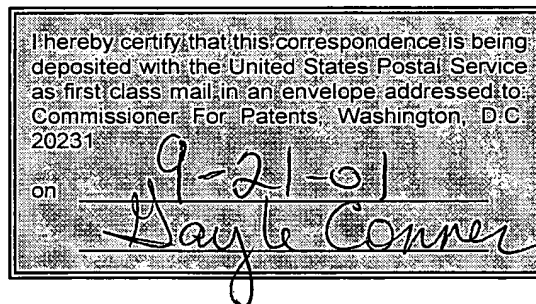 I hereby certify that this correspondence is being
deposited with the United States Postal Service
as first class mail in an envelope addressed to:
Commissioner For Patents, Washington, D.C.
20231
on 9-21-01
Gayle Conner